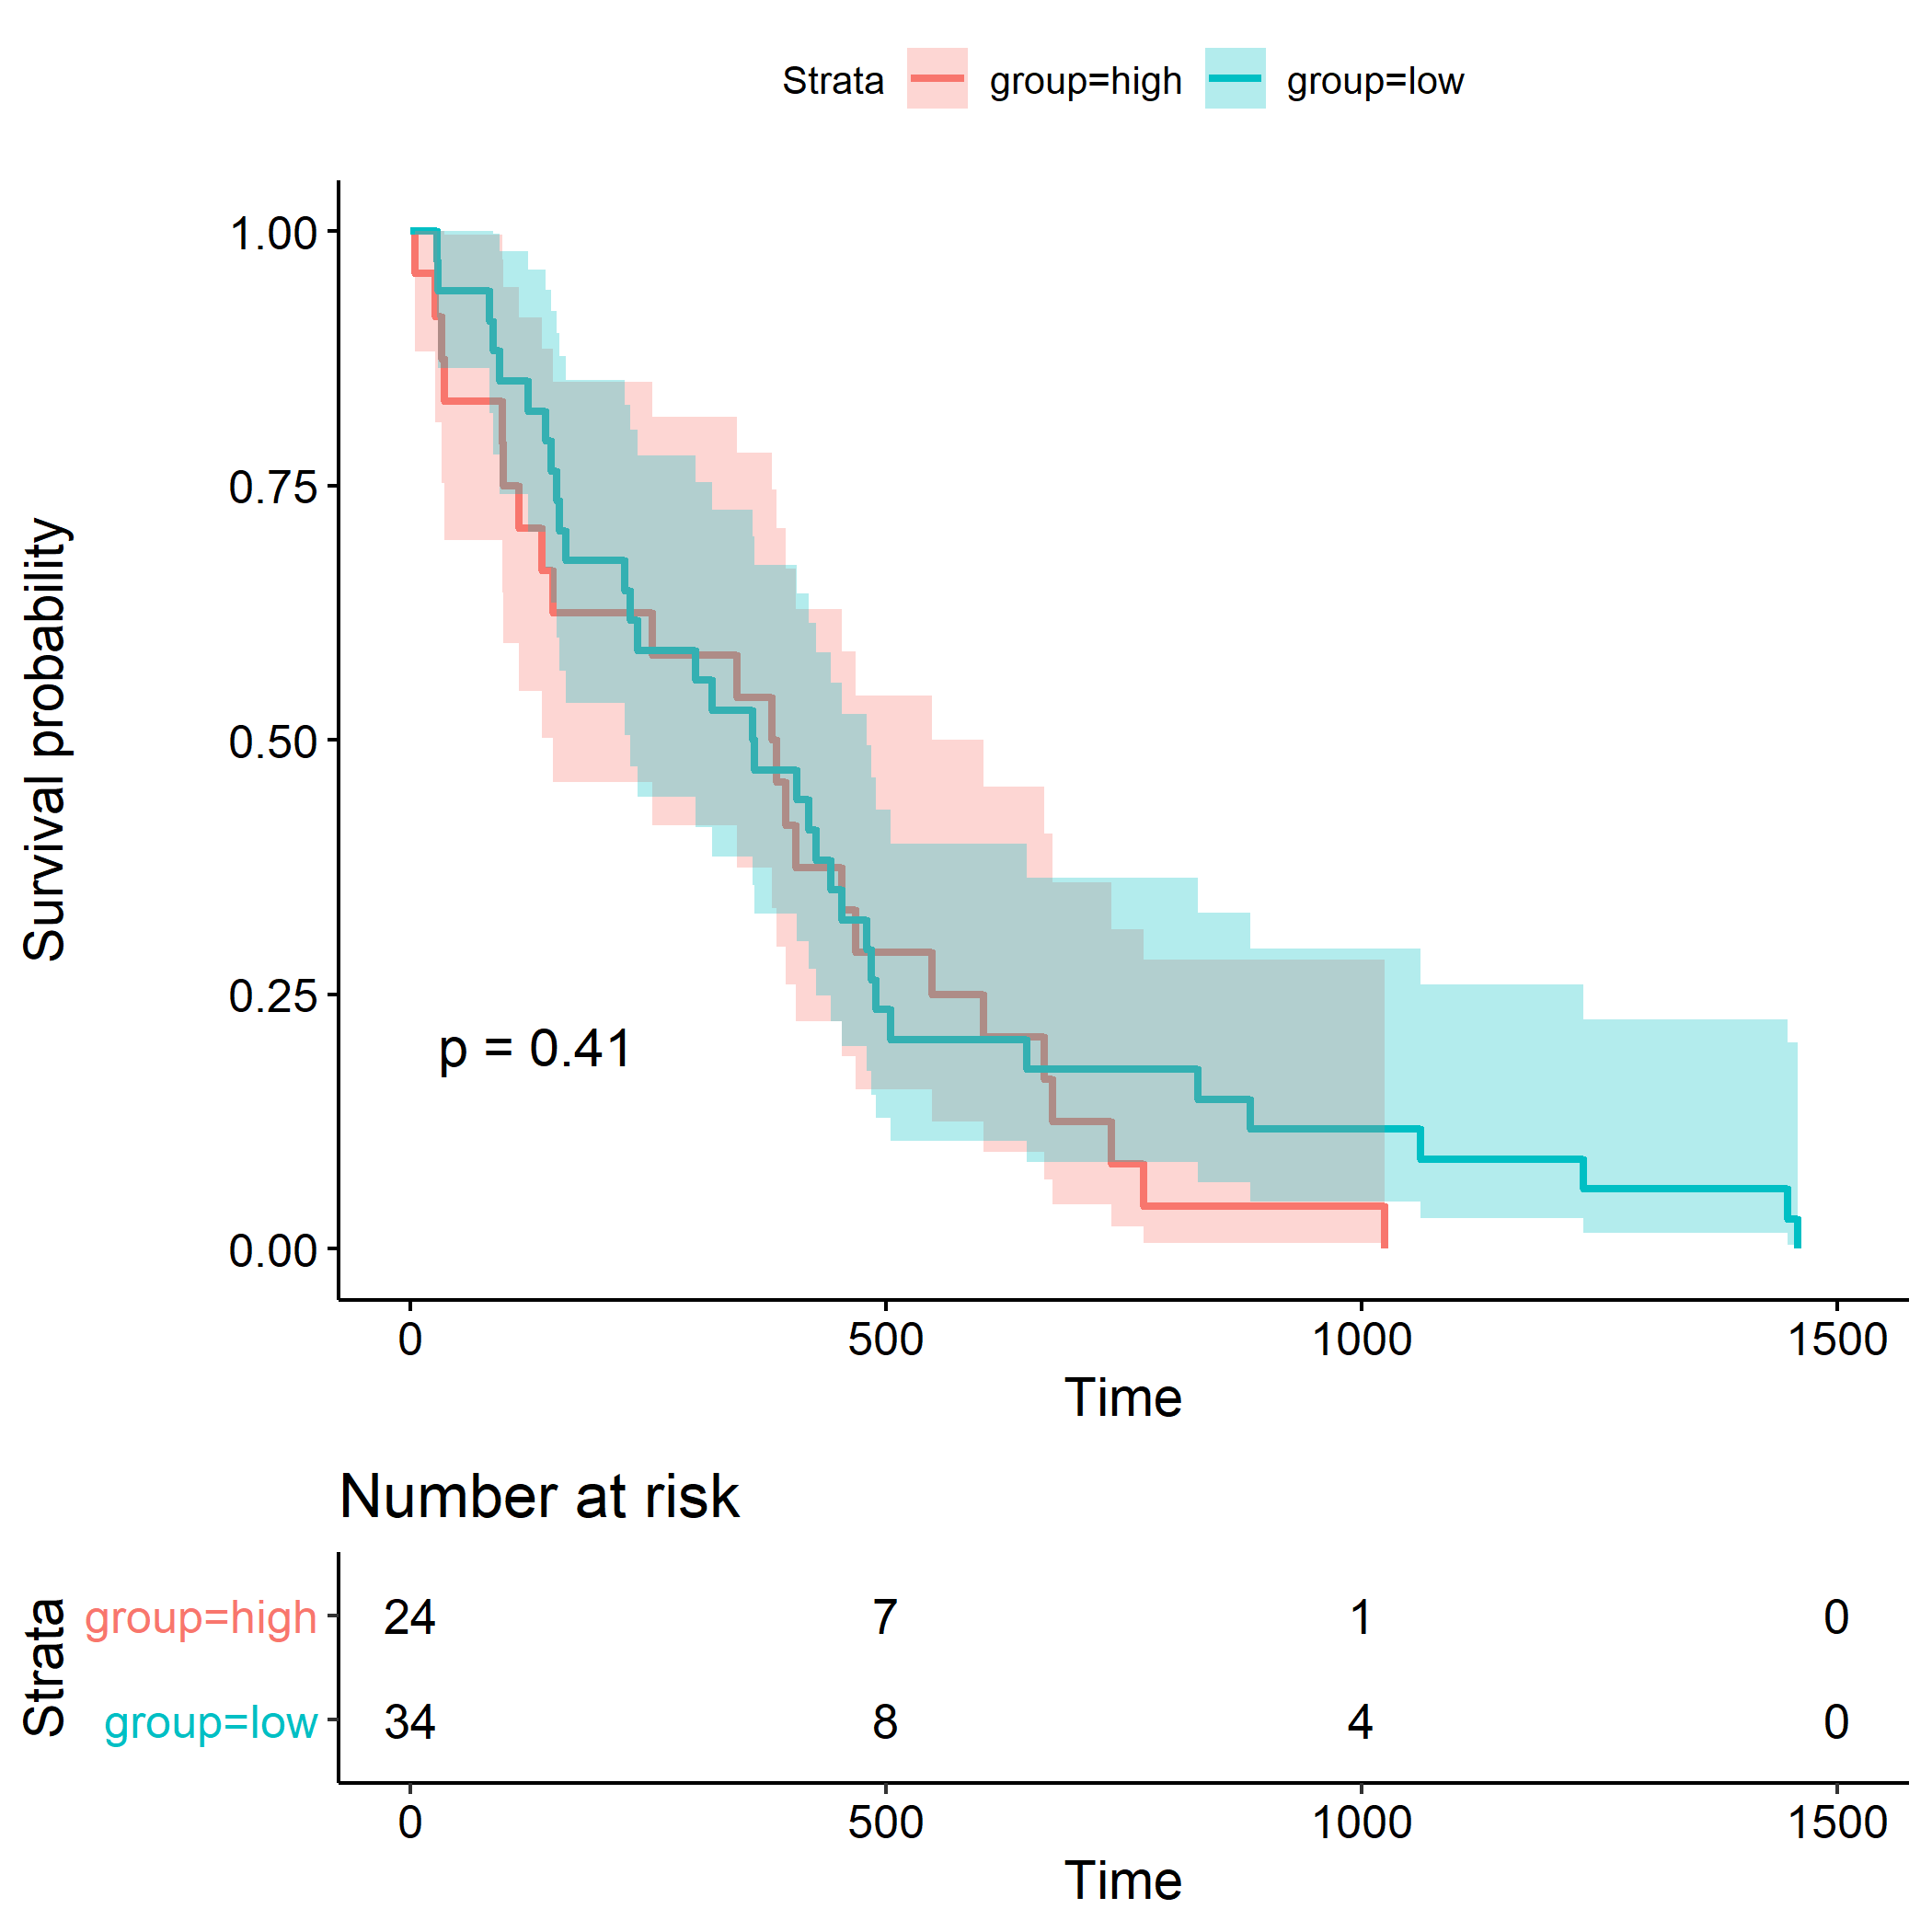 Strata group=high group=low
Survival probability
1.00
0.75
0.50
0.25
0.00
p = 0.41
0 500 1000 1500
Time
Number at risk
Strata
group=high 24 7 1 0
group=low 34 8 4 0
0 500 1000 1500
Time